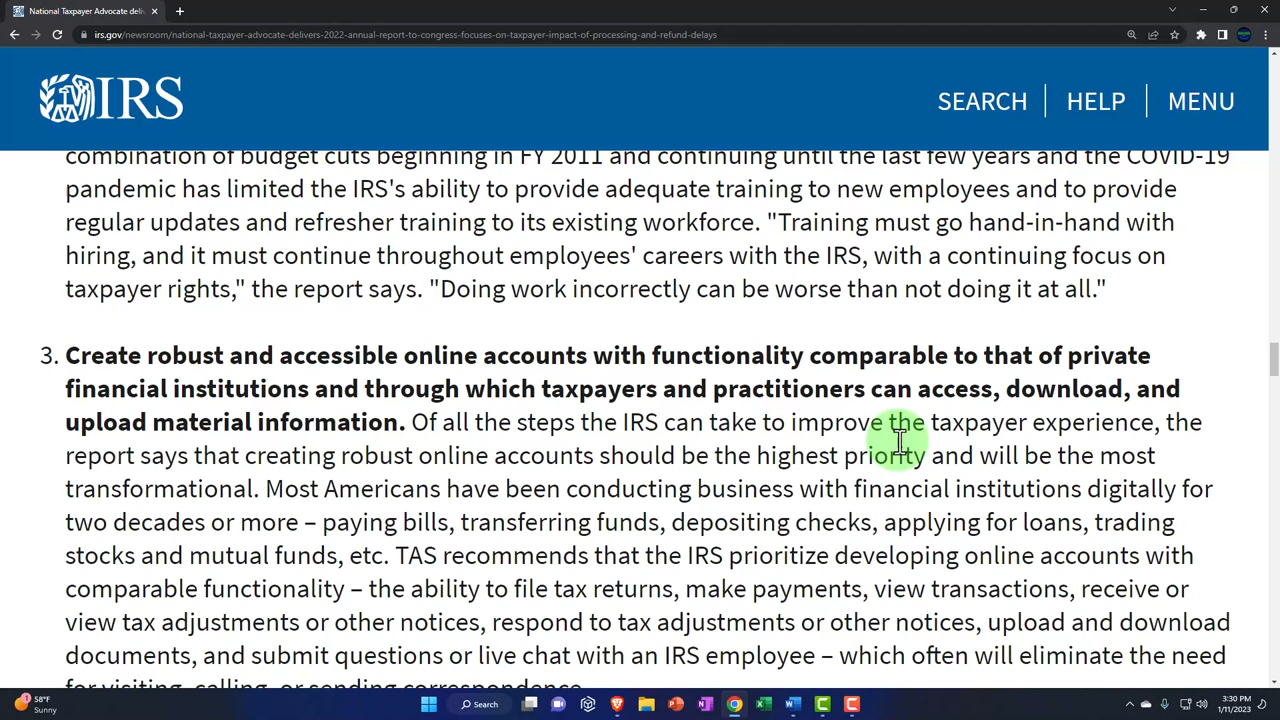 National Taxpayer Advocate deli
irs.gov/newsroom/national-taxpayer-advocate-delivers-2022-annual-report-to-congress-focuses-on-taxpayer-impact-of-processing-and-refund-delays
IRS
SEARCH
HELP
MENU
combination of budget cuts beginning in FY 2011 and continuing until the last few years and the COVID-19
pandemic has limited the IRS's ability to provide adequate training to new employees and to provide
regular updates and refresher training to its existing workforce. "Training must go hand-in-hand with
hiring, and it must continue throughout employees' careers with the IRS, with a continuing focus on
taxpayer rights," the report says. "Doing work incorrectly can be worse than not doing it at all."
3. Create robust and accessible online accounts with functionality comparable to that of private
financial institutions and through which taxpayers and practitioners can access, download, and
upload material information. Of all the steps the IRS can take to improve the taxpayer experience, the
report says that creating robust online accounts should be the highest priority and will be the most
transformational. Most Americans have been conducting business with financial institutions digitally for
two decades or more – paying bills, transferring funds, depositing checks, applying for loans, trading
stocks and mutual funds, etc. TAS recommends that the IRS prioritize developing online accounts with
comparable functionality – the ability to file tax returns, make payments, view transactions, receive or
view tax adjustments or other notices, respond to tax adjustments or other notices, upload and download
documents, and submit questions or live chat with an IRS employee – which often will eliminate the need
for visiting, calling, or sending correspondence.
58°F
Sunny
Search
3:30 PM
1/11/2023